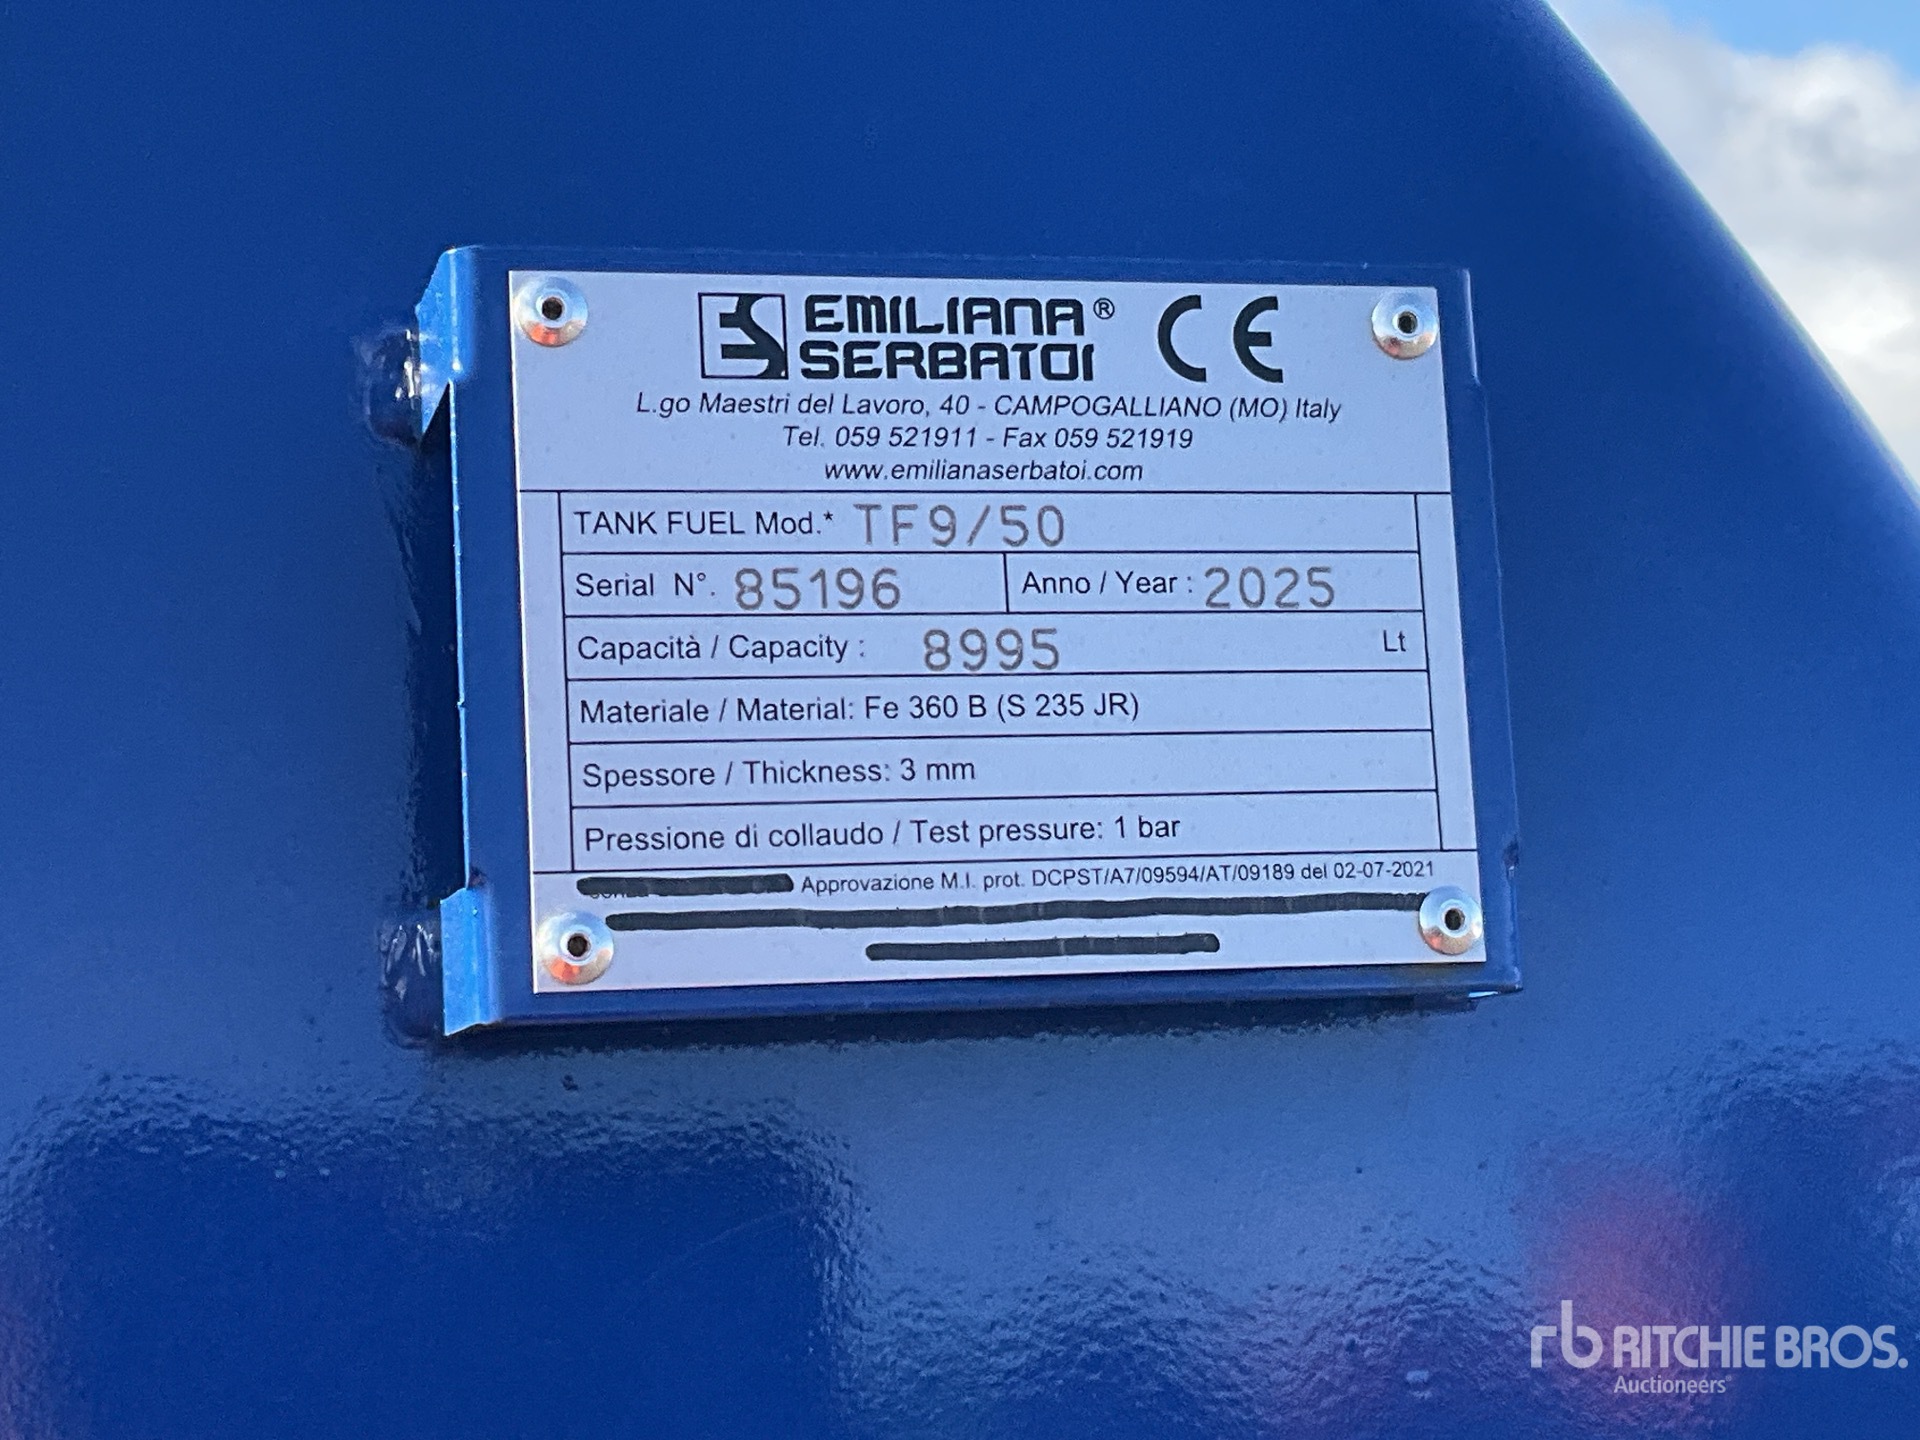 EMILIANA®
SERBATOI
CE
L.go Maestri del Lavoro, 40 - CAMPOGALLIANO (MO) Italy
Tel. 059 521911 - Fax 059 521919
www.emilianaserbatoi.com
TANK FUEL Mod.* TF9/50
Serial N°. 85196 Anno / Year : 2025
Capacità / Capacity : 8995 Lt
Materiale / Material: Fe 360 B (S 235 JR)
Spessore / Thickness: 3 mm
Pressione di collaudo / Test pressure: 1 bar
Approvazione M.I. prot. DCPST/A7/09594/AT/09189 del 02-07-2021
rb RITCHIE BROS.
Auctioneers